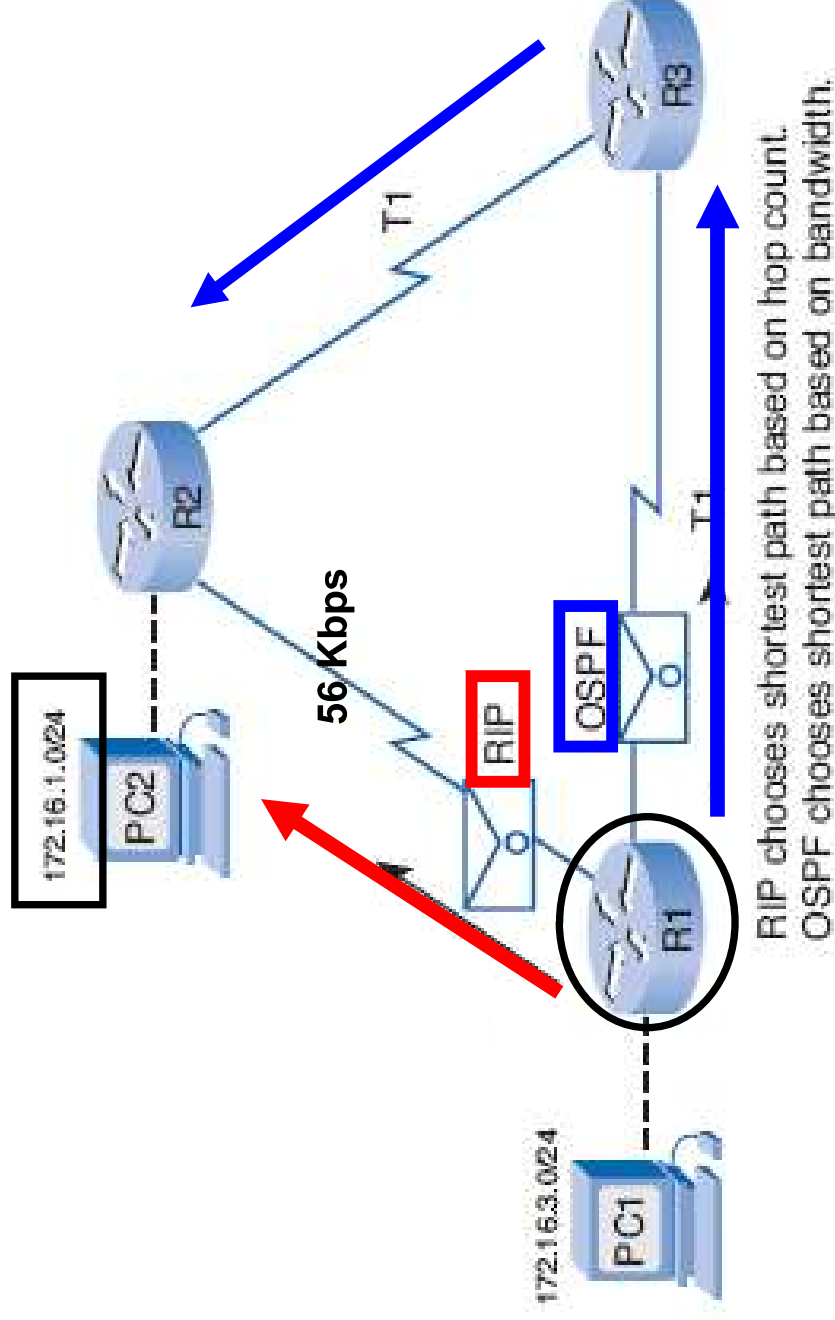 172.16.1.0/24
PC2
R2
56 Kbps
T1
RIP
OSPF
172.16.3.0/24
PC1
R1
T1
R3
RIP chooses shortest path based on hop count.
OSPF chooses shortest path based on bandwidth.